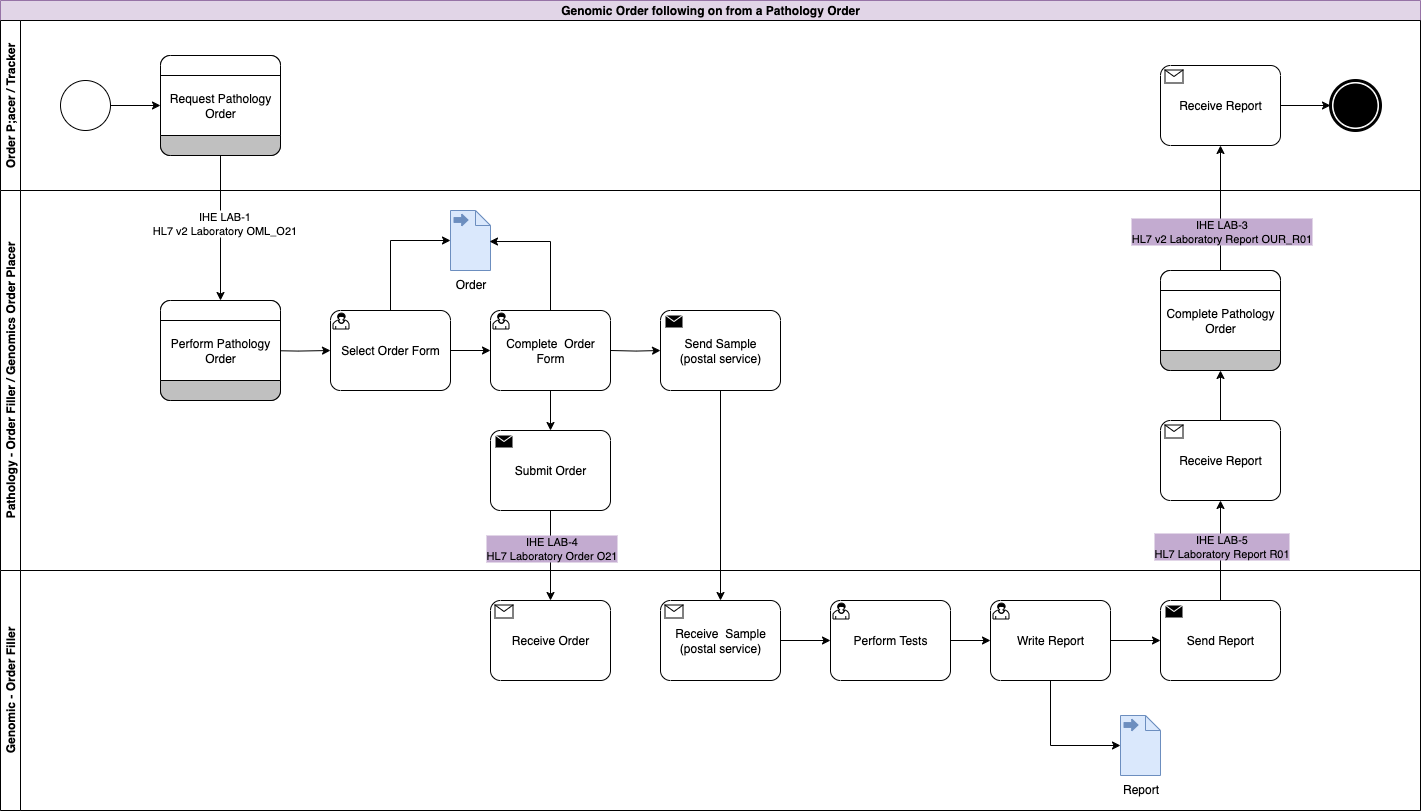 Genomic Order following on from a Pathology Order
Order P;acer / Tracker
Request Pathology
Order
Receive Report
Pathology - Order Filler / Genomics Order Placer
IHE LAB-1
HL7 v2 Laboratory OML_O21
IHE LAB-3
HL7 v2 Laboratory Report OUR_R01
Order
Perform Pathology
Order
Select Order Form
Complete Order
Form
Send Sample
(postal service)
Complete Pathology
Order
Submit Order
Receive Report
IHE LAB-4
HL7 Laboratory Order O21
IHE LAB-5
HL7 Laboratory Report R01
Genomic - Order Filler
Receive Order
Receive Sample
(postal service)
Perform Tests
Write Report
Send Report
Report